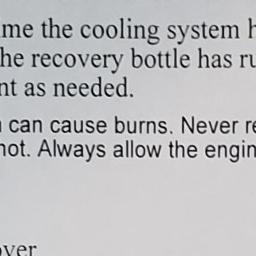 me the cooling system h
he recovery bottle has ru
nt as needed.
can cause burns. Never re
not. Always allow the engin
over